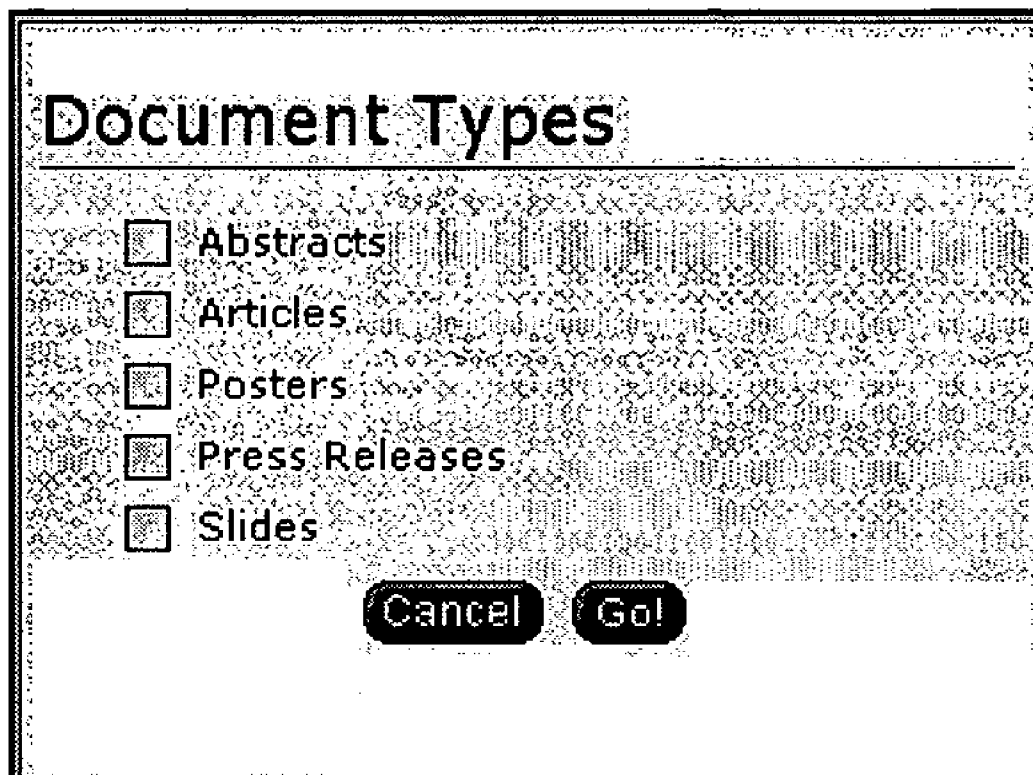 Document Types
Abstracts
Articles
Posters
Press Releases
Slides
Cancel Go!